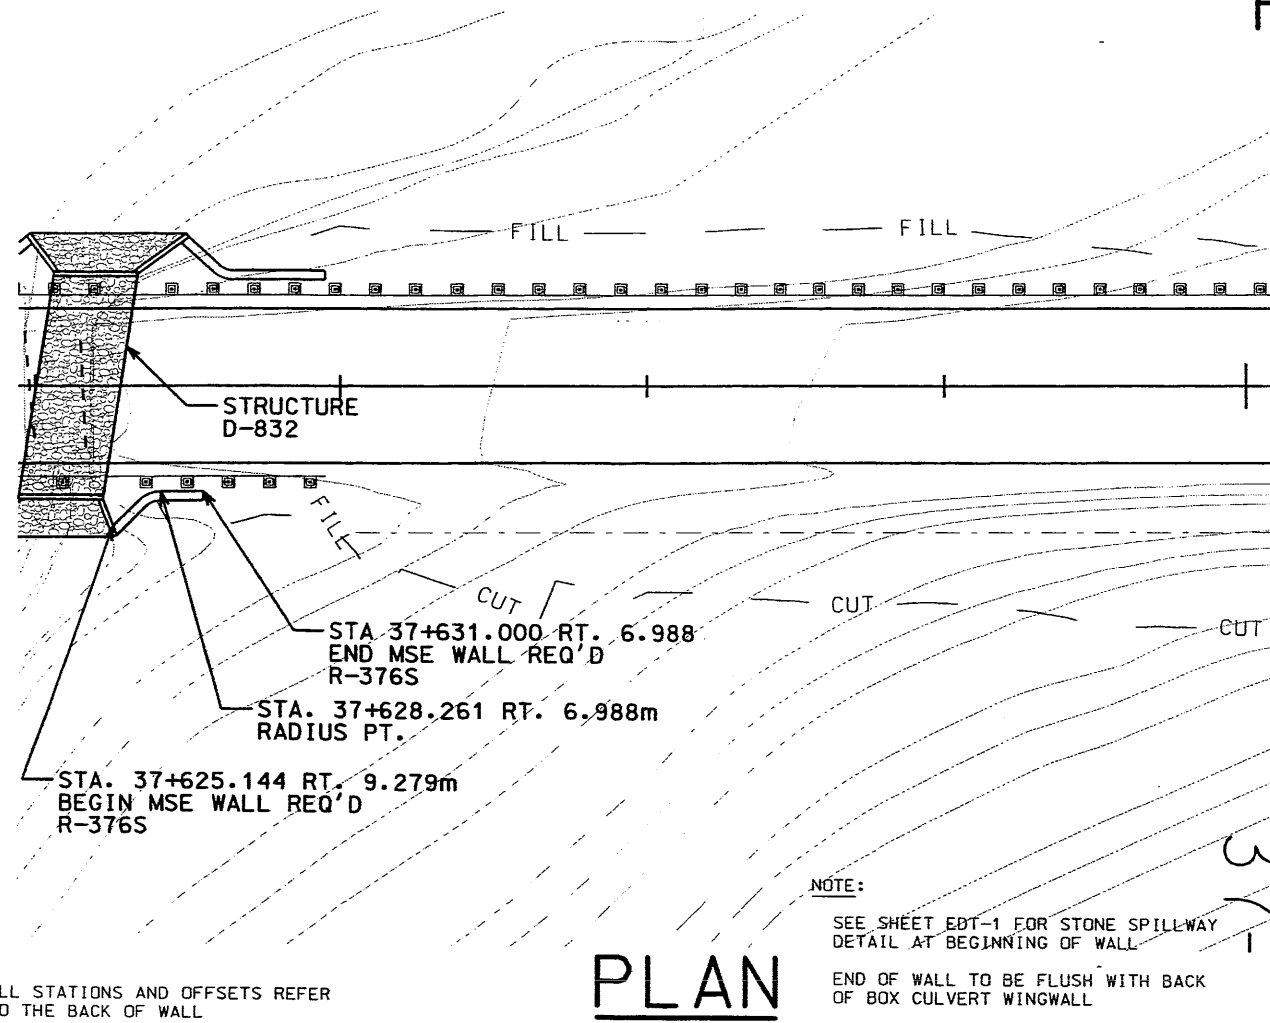 FILL
FILL
STRUCTURE
D-832
FILL
CUT
CUT
CUT
STA 37+631.000 RT. 6.988
END MSE WALL REQ'D
R-376S
STA. 37+628.261 RT. 6.988m
RADIUS PT.
STA. 37+625.144 RT. 9.279m
BEGIN MSE WALL REQ'D
R-376S
NOTE:
SEE SHEET EDT-1 FOR STONE SPILLWAY
DETAIL AT BEGINNING OF WALL
END OF WALL TO BE FLUSH WITH BACK
OF BOX CULVERT WINGWALL
PLAN
LL STATIONS AND OFFSETS REFER
O THE BACK OF WALL